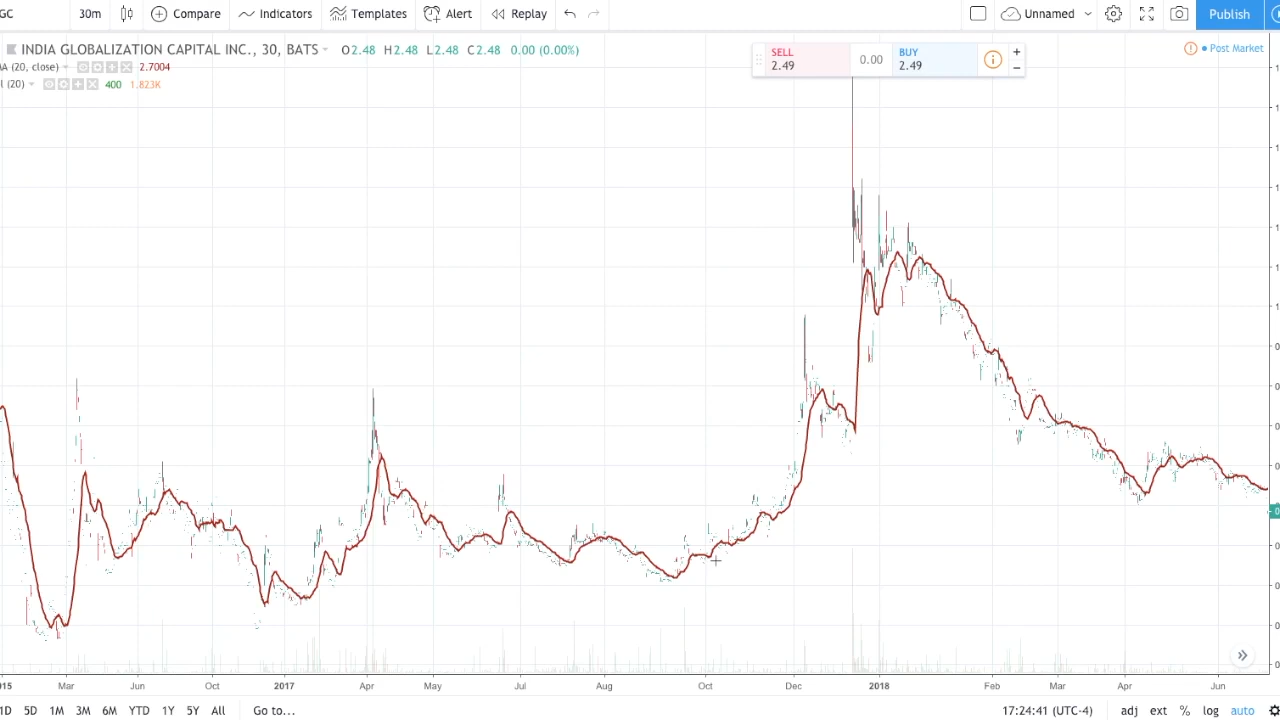 GC 30m Compare Indicators Templates Alert Replay Unnamed Publish
INDIA GLOBALIZATION CAPITAL INC., 30, BATS O2.48 H2.48 L2.48 C2.48 0.00 (0.00%)
SELL 2.49 0.00 BUY 2.49
Post Market
A (20, close) 2.7004
(20) 400 1.823K
Mar Jun Oct 2017 Apr May Jul Aug Oct Dec 2018 Feb Mar Apr Jun
1D 5D 1M 3M 6M YTD 1Y 5Y All Go to... 17:24:41 (UTC-4) adj ext % log auto